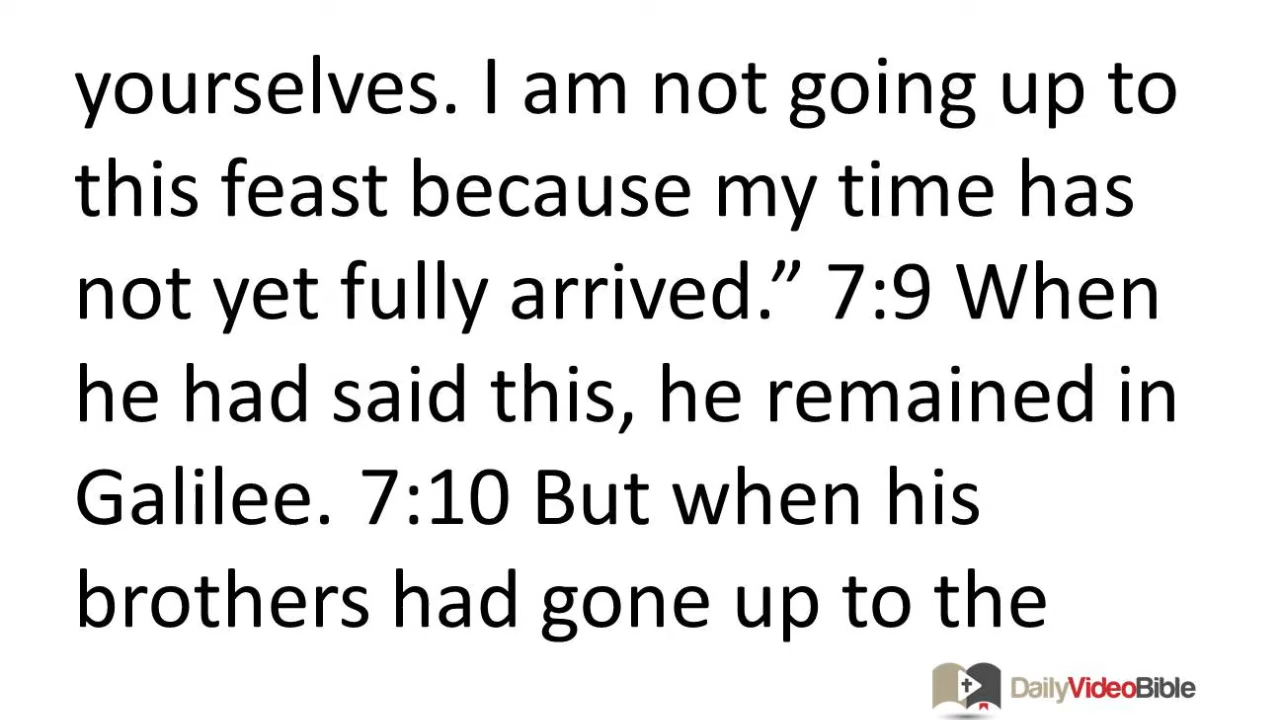 yourselves. I am not going up to
this feast because my time has
not yet fully arrived.” 7:9 When
he had said this, he remained in
Galilee. 7:10 But when his
brothers had gone up to the
DailyVideoBible